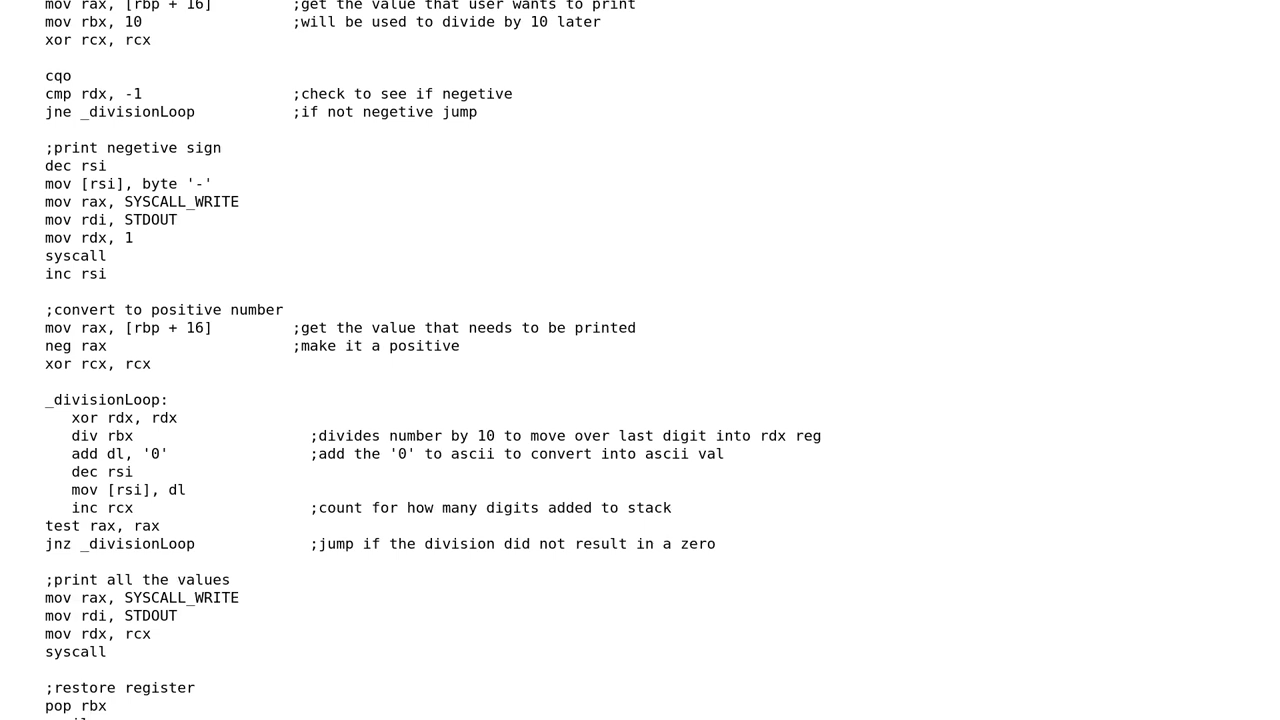 mov rax, [rbp + 16] ;get the value that user wants to print
mov rbx, 10 ;will be used to divide by 10 later
xor rcx, rcx
cqo
cmp rdx, -1 ;check to see if negetive
jne _divisionLoop ;if not negetive jump
;print negetive sign
dec rsi
mov [rsi], byte '-'
mov rax, SYSCALL_WRITE
mov rdi, STDOUT
mov rdx, 1
syscall
inc rsi
;convert to positive number
mov rax, [rbp + 16] ;get the value that needs to be printed
neg rax ;make it a positive
xor rcx, rcx
_divisionLoop:
xor rdx, rdx
div rbx ;divides number by 10 to move over last digit into rdx reg
add dl, '0' ;add the '0' to ascii to convert into ascii val
dec rsi
mov [rsi], dl
inc rcx ;count for how many digits added to stack
test rax, rax
jnz _divisionLoop ;jump if the division did not result in a zero
;print all the values
mov rax, SYSCALL_WRITE
mov rdi, STDOUT
mov rdx, rcx
syscall
;restore register
pop rbx